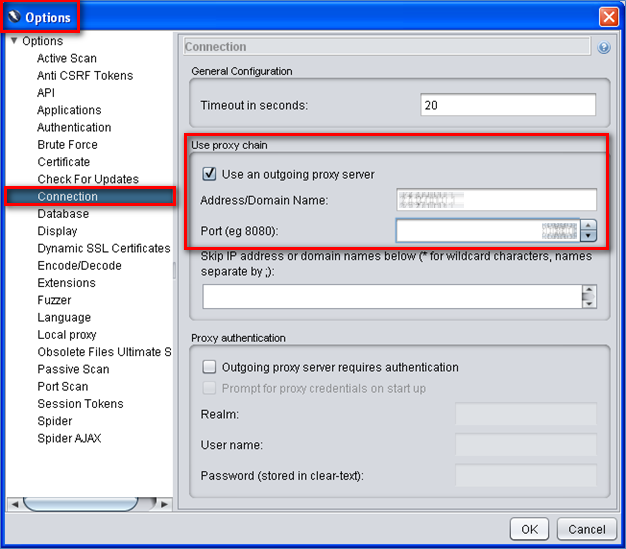 Options
Options
Active Scan
Anti CSRF Tokens
API
Applications
Authentication
Brute Force
Certificate
Check For Updates
Connection
Database
Display
Dynamic SSL Certificates
Encode/Decode
Extensions
Fuzzer
Language
Local proxy
Obsolete Files Ultimate S
Passive Scan
Port Scan
Session Tokens
Spider
Spider AJAX
Connection
General Configuration
Timeout in seconds: 20
Use proxy chain
Use an outgoing proxy server
Address/Domain Name:
Port (eg 8080):
Skip IP address or domain names below (* for wildcard characters, names
separate by ;):
Proxy authentication
Outgoing proxy server requires authentication
Prompt for proxy credentials on start up
Realm:
User name:
Password (stored in clear-text):
OK Cancel